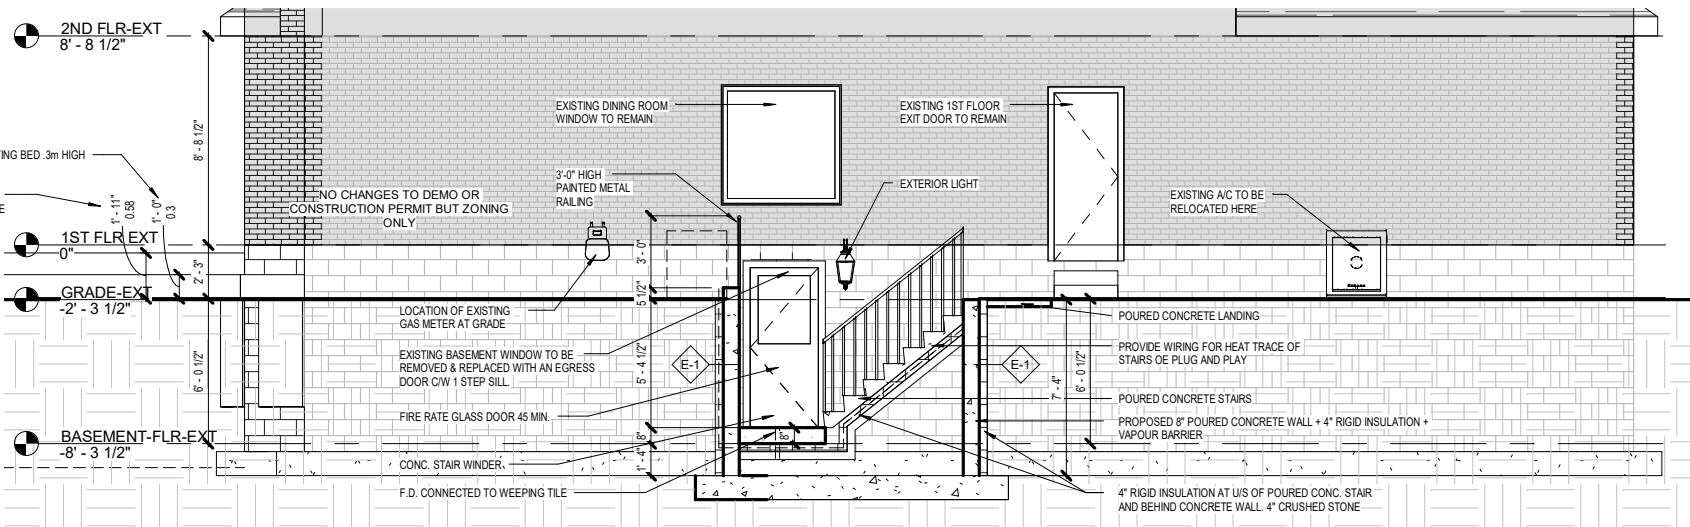 2ND FLR-EXT
8' - 8 1/2"
8' - 8 1/2"
TING BED .3m HIGH
E
1' - 11"
0.58
1' - 0"
0.3
1ST FLR EXT
0"
2' - 3"
GRADE-EXT
-2' - 3 1/2"
6' - 0 1/2"
BASEMENT-FLR-EXT
-8' - 3 1/2"
NO CHANGES TO DEMO OR
CONSTRUCTION PERMIT BUT ZONING
ONLY
EXISTING DINING ROOM
WINDOW TO REMAIN
3'-0" HIGH
PAINTED METAL
RAILING
LOCATION OF EXISTING
GAS METER AT GRADE
EXISTING BASEMENT WINDOW TO BE
REMOVED & REPLACED WITH AN EGRESS
DOOR C/W 1 STEP SILL.
FIRE RATE GLASS DOOR 45 MIN.
CONC. STAIR WINDER
F.D. CONNECTED TO WEEPING TILE
3' - 0"
5 1/2"
5' - 4 1/2"
8"
1' - 4"
8"
E-1
EXISTING 1ST FLOOR
EXIT DOOR TO REMAIN
EXTERIOR LIGHT
EXISTING A/C TO BE
RELOCATED HERE
E-1
7' - 4"
6' - 0 1/2"
POURED CONCRETE LANDING
PROVIDE WIRING FOR HEAT TRACE OF
STAIRS OE PLUG AND PLAY
POURED CONCRETE STAIRS
PROPOSED 8" POURED CONCRETE WALL + 4" RIGID INSULATION +
VAPOUR BARRIER
4" RIGID INSULATION AT U/S OF POURED CONC. STAIR
AND BEHIND CONCRETE WALL. 4" CRUSHED STONE